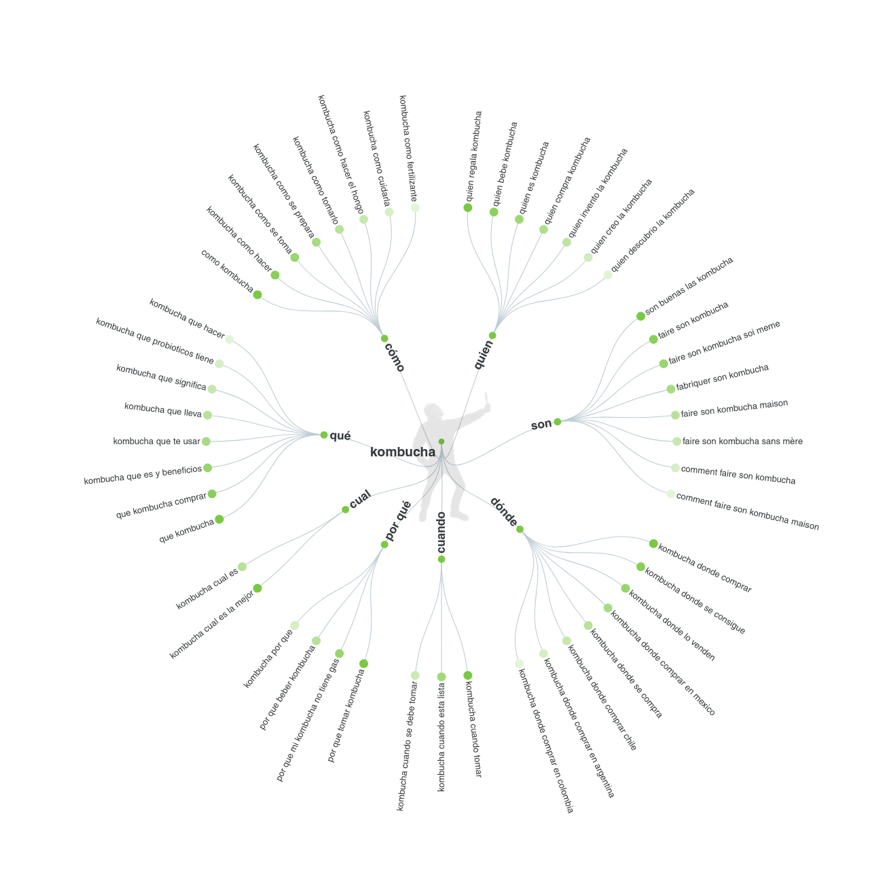 kombucha
cómo
como kombucha
kombucha como hacer
kombucha como se toma
kombucha como se prepara
kombucha como tomarlo
kombucha como hacer el hongo
kombucha como cuidarla
kombucha como fertilizante
quien
quien regala kombucha
quien bebe kombucha
quien es kombucha
quien compra kombucha
quien invento la kombucha
quien creo la kombucha
quien descubrio la kombucha
son
son buenas las kombucha
faire son kombucha
faire son kombucha soi meme
fabriquer son kombucha
faire son kombucha maison
faire son kombucha sans mère
comment faire son kombucha
comment faire son kombucha maison
dónde
kombucha donde comprar
kombucha donde se consigue
kombucha donde lo venden
kombucha donde comprar en mexico
kombucha donde se compra
kombucha donde comprar chile
kombucha donde comprar en argentina
kombucha donde comprar en colombia
cuando
kombucha cuando tomar
kombucha cuando esta lista
kombucha cuando se debe tomar
por qué
por que tomar kombucha
por que mi kombucha no tiene gas
por que beber kombucha
kombucha por que
cual
kombucha cual es la mejor
kombucha cual es
qué
que kombucha
que kombucha comprar
kombucha que es y beneficios
kombucha que te usar
kombucha que lleva
kombucha que significa
kombucha que probioticos tiene
kombucha que hacer